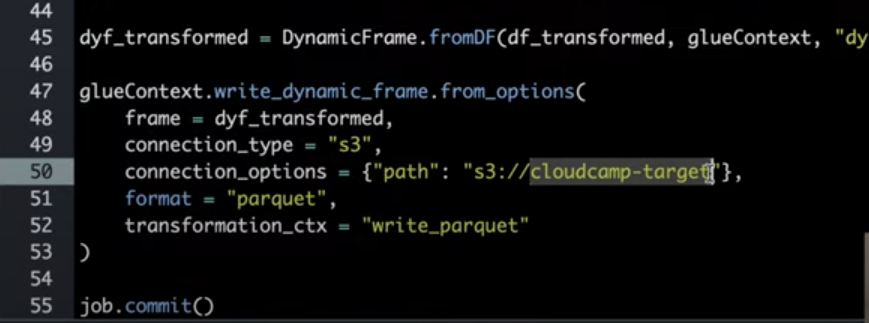 44
45 dyf_transformed = DynamicFrame.fromDF(df_transformed, glueContext, "dy
46
47 glueContext.write_dynamic_frame.from_options(
48     frame = dyf_transformed,
49     connection_type = "s3",
50     connection_options = {"path": "s3://cloudcamp-target"},
51     format = "parquet",
52     transformation_ctx = "write_parquet"
53 )
54
55 job.commit()